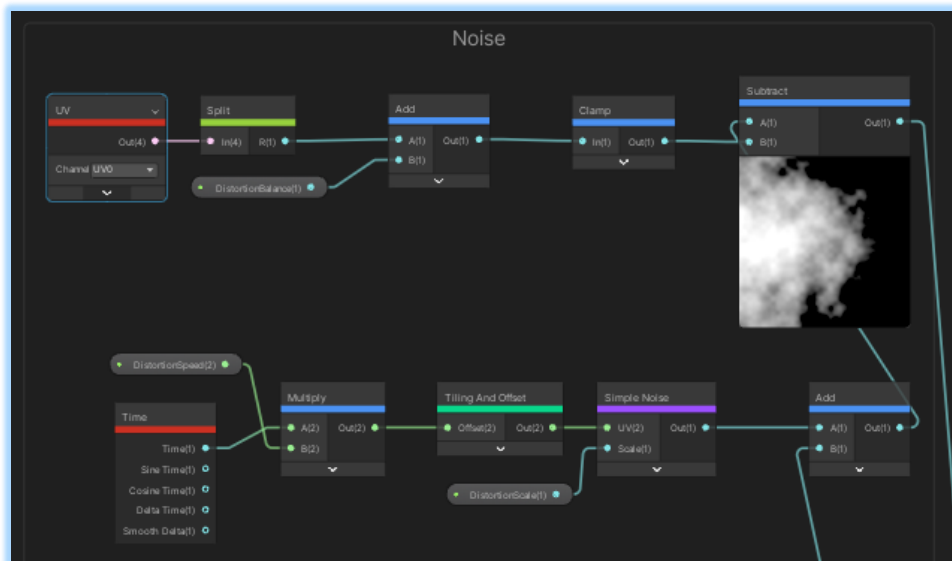 Noise
UV
Out(4)
Channel UV0
Split
In(4) R(1)
DistortionBalance(1)
Add
A(1) Out(1)
B(1)
Clamp
In(1) Out(1)
Subtract
A(1) Out(1)
B(1)
DistortionSpeed(2)
Time
Time(1)
Sine Time(1)
Cosine Time(1)
Delta Time(1)
Smooth Delta(1)
Multiply
A(2) Out(2)
B(2)
Tiling And Offset
Offset(2) Out(2)
DistortionScale(1)
Simple Noise
UV(2) Out(1)
Scale(1)
Add
A(1) Out(1)
B(1)